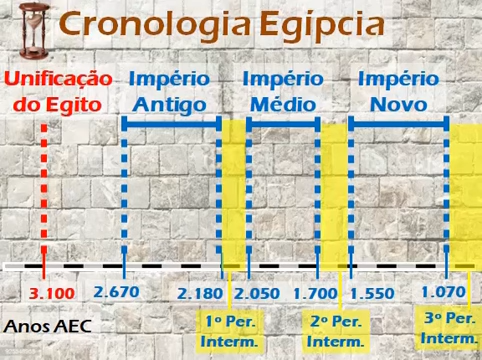 Cronologia Egípcia
Unificação
do Egito
Império
Antigo
Império
Médio
Império
Novo
3.100
2.670
2.180
2.050
1.700
1.550
1.070
Anos AEC
1º Per.
Interm.
2º Per.
Interm.
3º Per.
Interm.